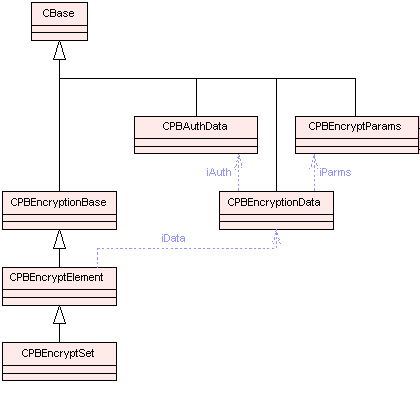 CBase
CPBAuthData
CPBEncryptParams
iAuth
iParms
CPBEncryptionBase
CPBEncryptionData
iData
CPBEncryptElement
CPBEncryptSet